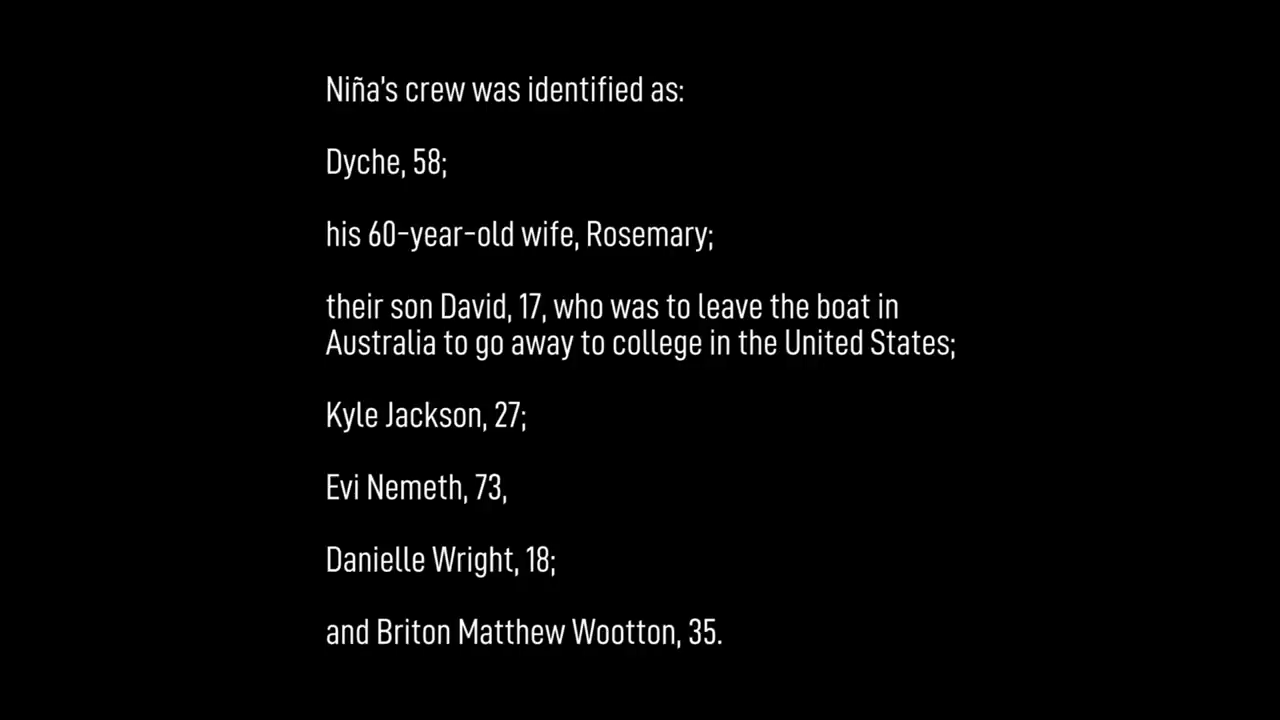 Niña's crew was identified as:
Dyche, 58;
his 60-year-old wife, Rosemary;
their son David, 17, who was to leave the boat in
Australia to go away to college in the United States;
Kyle Jackson, 27;
Evi Nemeth, 73,
Danielle Wright, 18;
and Briton Matthew Wootton, 35.